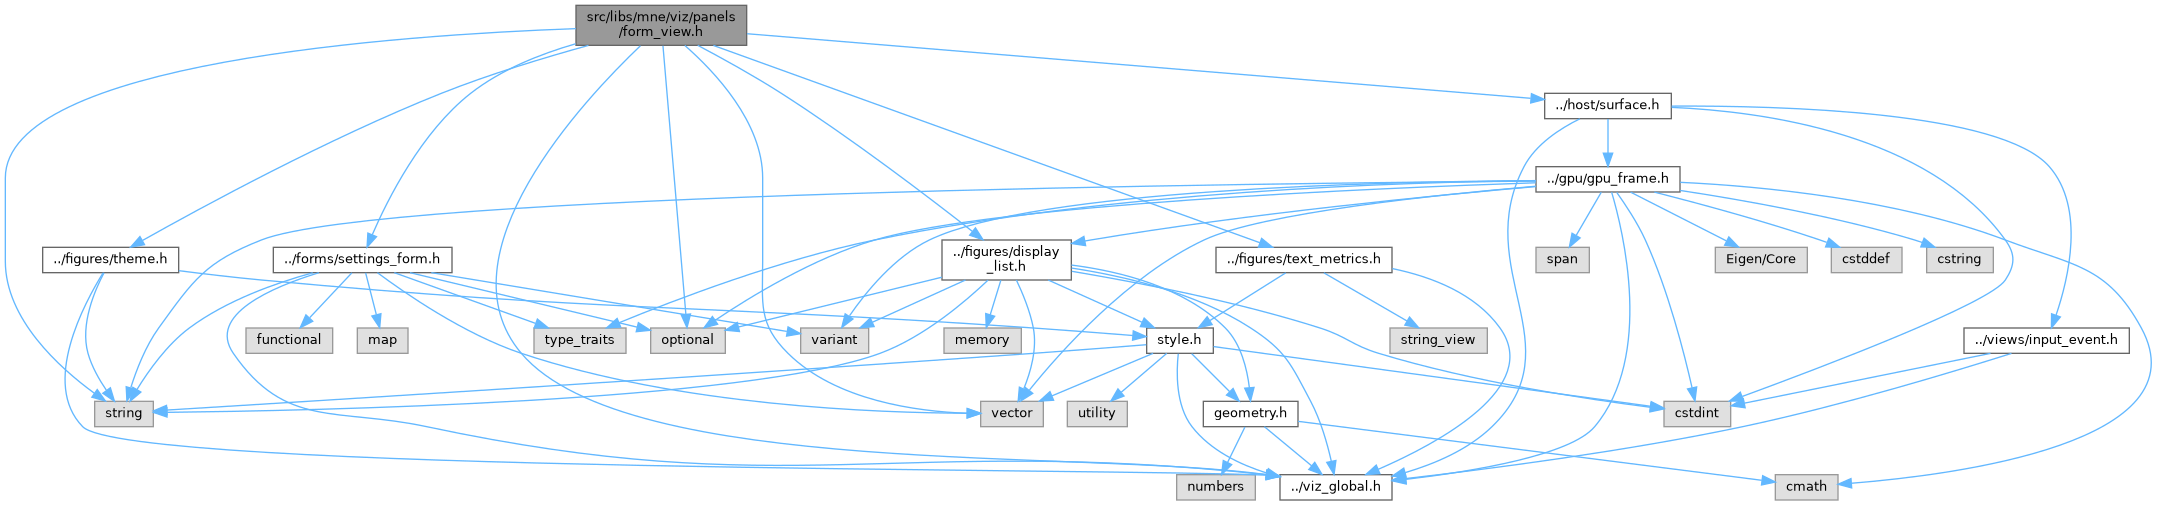 src/libs/mne/viz/panels
/form_view.h
../host/surface.h
../gpu/gpu_frame.h
../figures/theme.h
../forms/settings_form.h
../figures/display
_list.h
../figures/text_metrics.h
span
Eigen/Core
cstddef
cstring
functional
map
type_traits
optional
variant
memory
style.h
string_view
../views/input_event.h
string
vector
utility
geometry.h
cstdint
numbers
../viz_global.h
cmath